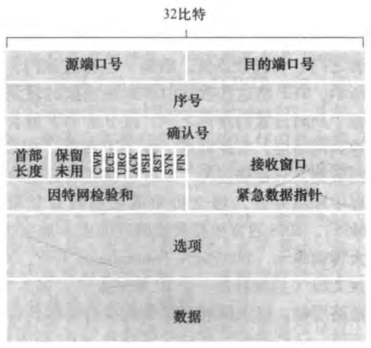 32比特
源端口号 目的端口号
序号
确认号
首部 保留 CWR ECE URG ACK PSH RST SYN FIN 接收窗口
长度 未用
因特网检验和 紧急数据指针
选项
数据